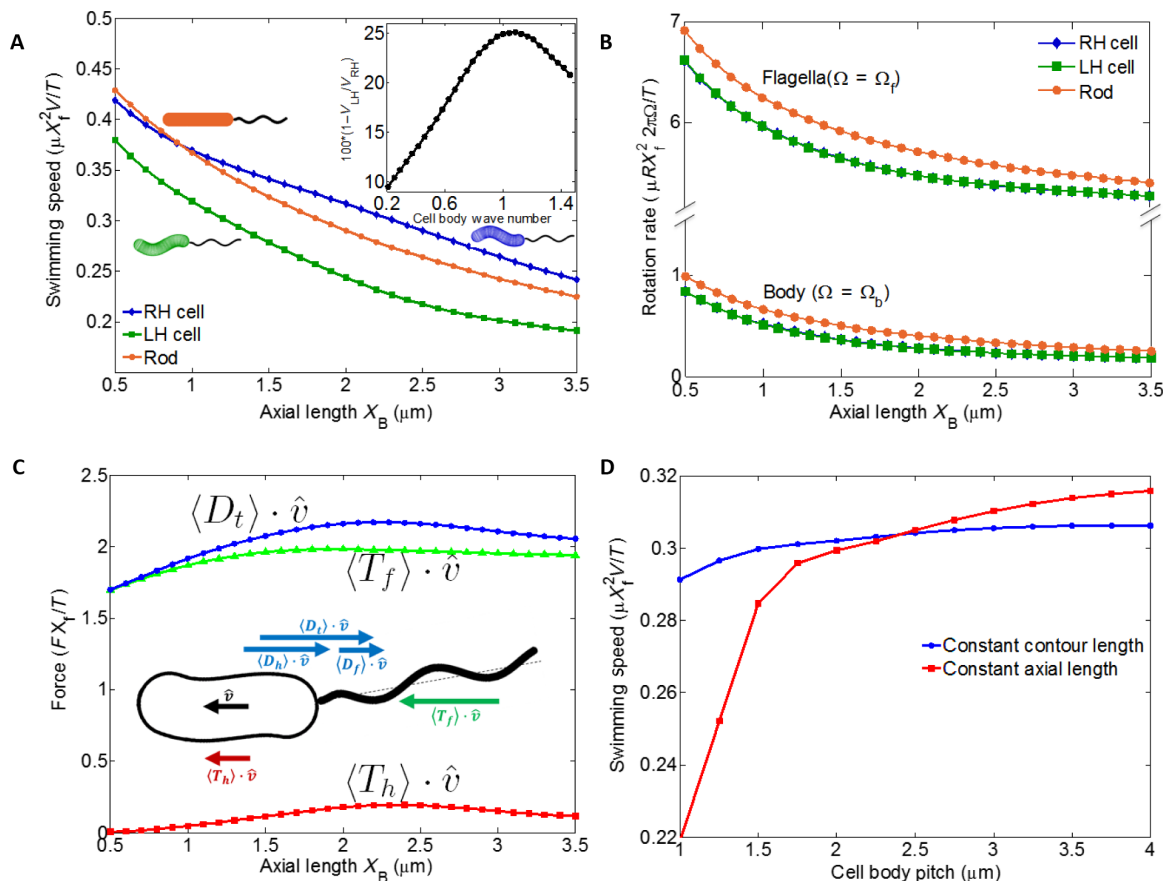 A
Swimming speed (μX_f^2V/T)
0.5
0.45
0.4
0.35
0.3
0.25
0.2
0.5 1 1.5 2 2.5 3 3.5
Axial length X_B (μm)
RH cell
LH cell
Rod
100*(1-V_LH/V_RH)
25
20
15
10
0.2 0.6 1 1.4
Cell body wave number
B
Rotation rate ( μRX_f^2 2πΩ/T)
7
6
1
0
Flagella(Ω = Ω_f)
Body (Ω = Ω_b)
RH cell
LH cell
Rod
0.5 1 1.5 2 2.5 3 3.5
Axial length X_B (μm)
C
Force (FX_f/T)
2.5
2
1.5
1
0.5
0
⟨D_t⟩ · v̂
⟨T_f⟩ · v̂
⟨D_t⟩ · v̂
⟨D_h⟩ · v̂ ⟨D_f⟩ · v̂
v̂
⟨T_f⟩ · v̂
⟨T_h⟩ · v̂
⟨T_h⟩ · v̂
0.5 1 1.5 2 2.5 3 3.5
Axial length X_B (μm)
D
Swimming speed (μX_f^2V/T)
0.32
0.3
0.28
0.26
0.24
0.22
Constant contour length
Constant axial length
1 1.5 2 2.5 3 3.5 4
Cell body pitch (μm)